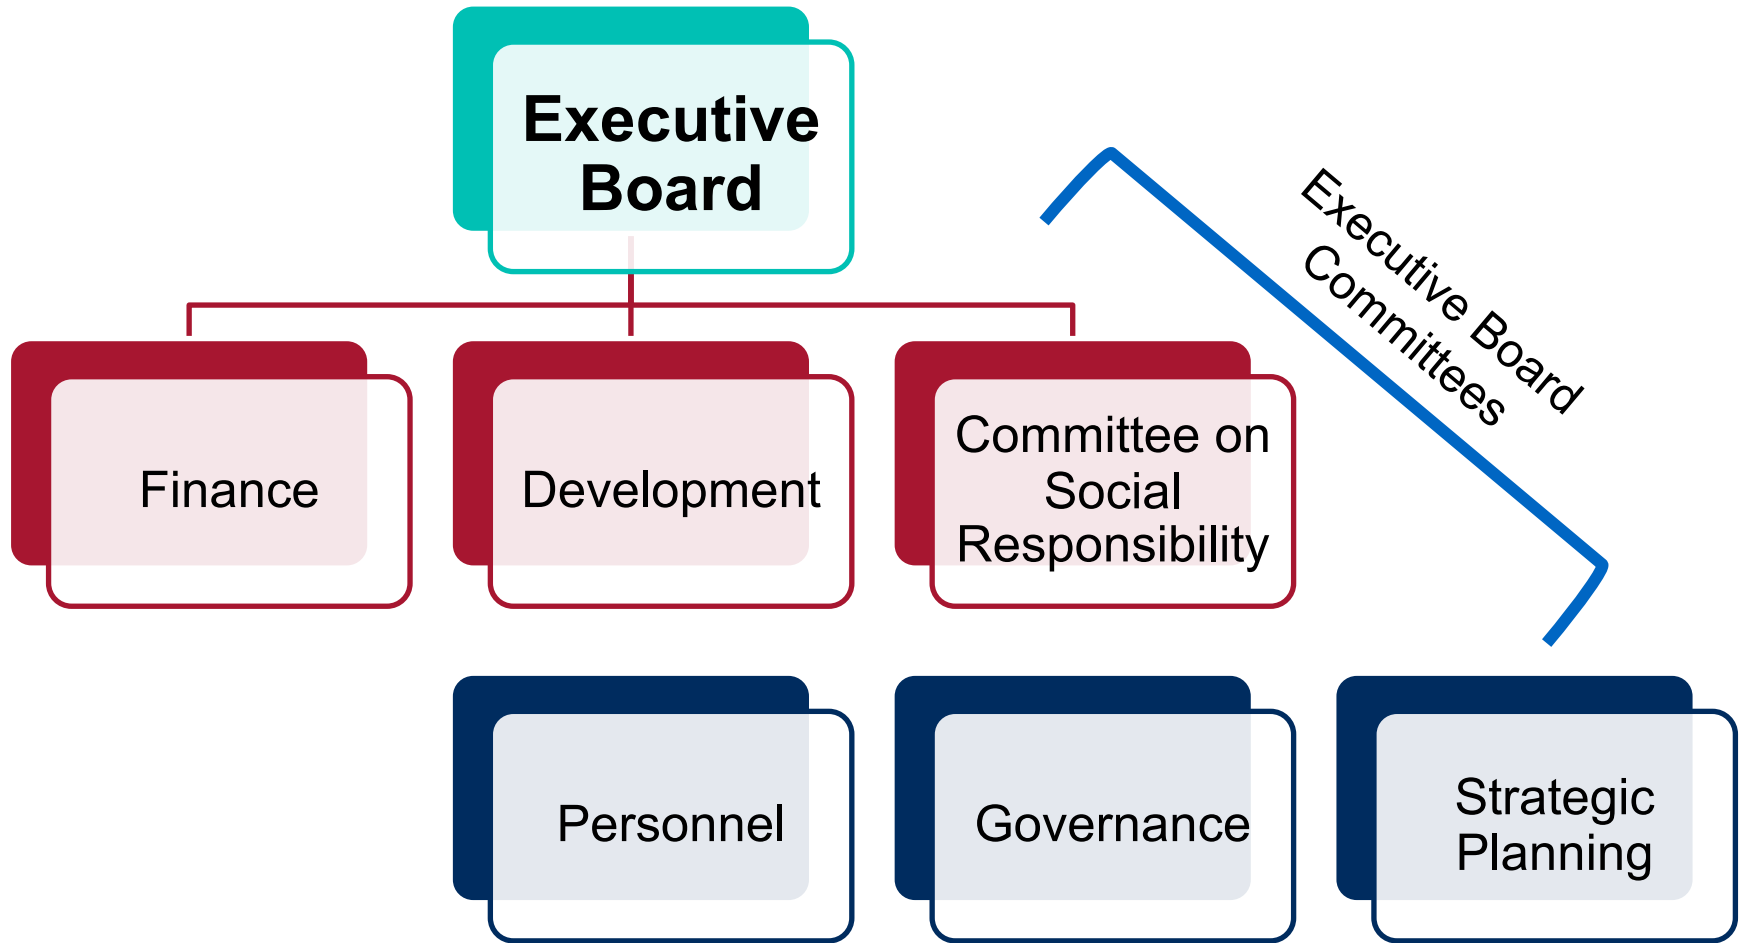 Executive
Board
Executive Board
Committees
Finance
Development
Committee on
Social
Responsibility
Personnel
Governance
Strategic
Planning